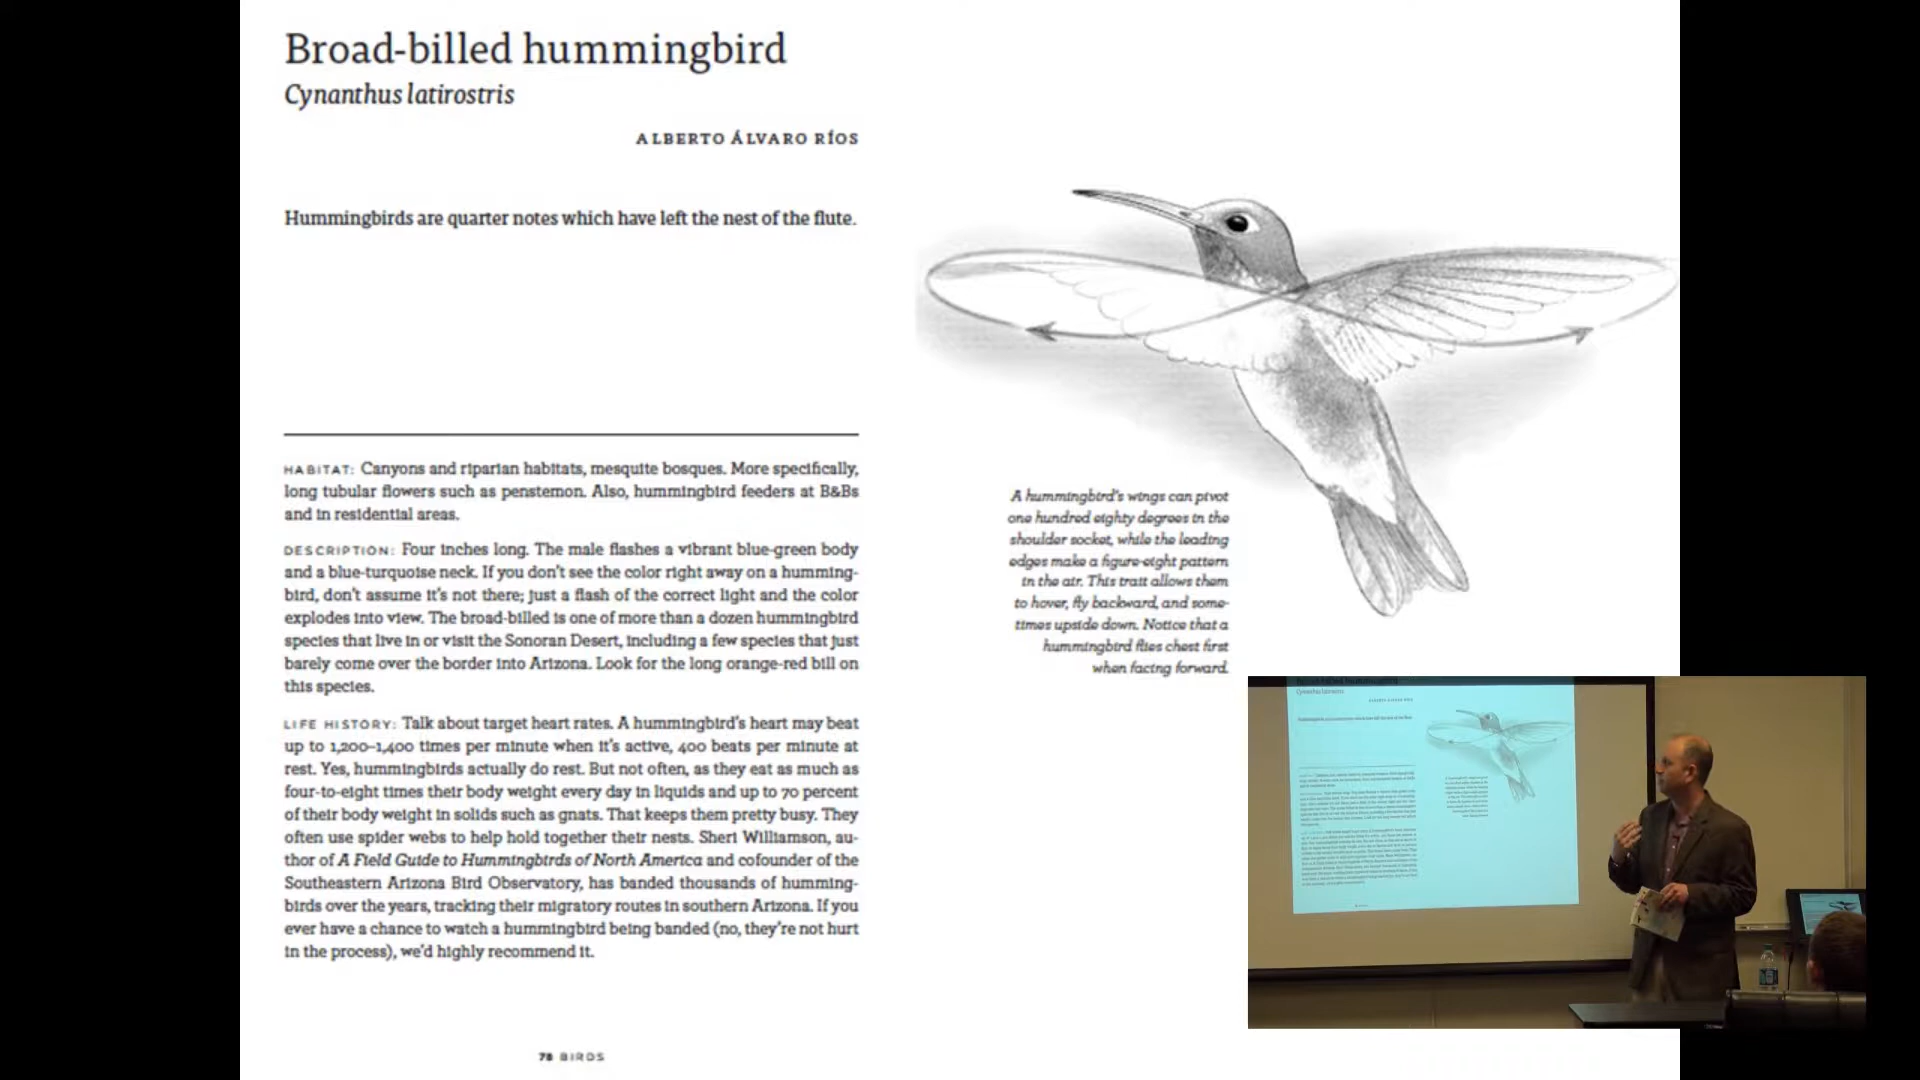 Broad-billed hummingbird
Cynanthus latirostris
ALBERTO ÁLVARO RÍOS
Hummingbirds are quarter notes which have left the nest of the flute.
HABITAT: Canyons and riparian habitats, mesquite bosques. More specifically,
long tubular flowers such as penstemon. Also, hummingbird feeders at B&Bs
and in residential areas.
DESCRIPTION: Four inches long. The male flashes a vibrant blue-green body
and a blue-turquoise neck. If you don't see the color right away on a humming-
bird, don't assume it's not there; just a flash of the correct light and the color
explodes into view. The broad-billed is one of more than a dozen hummingbird
species that live in or visit the Sonoran Desert, including a few species that just
barely come over the border into Arizona. Look for the long orange-red bill on
this species.
LIFE HISTORY: Talk about target heart rates. A hummingbird's heart may beat
up to 1,200–1,400 times per minute when it's active, 400 beats per minute at
rest. Yes, hummingbirds actually do rest. But not often, as they eat as much as
four-to-eight times their body weight every day in liquids and up to 70 percent
of their body weight in solids such as gnats. That keeps them pretty busy. They
often use spider webs to help hold together their nests. Sheri Williamson, au-
thor of A Field Guide to Hummingbirds of North America and cofounder of the
Southeastern Arizona Bird Observatory, has banded thousands of humming-
birds over the years, tracking their migratory routes in southern Arizona. If you
ever have a chance to watch a hummingbird being banded (no, they're not hurt
in the process), we'd highly recommend it.
78 BIRDS
A hummingbird's wings can pivot
one hundred eighty degrees in the
shoulder socket, while the leading
edges make a figure-eight pattern
in the air. This trait allows them
to hover, fly backward, and some-
times upside down. Notice that a
hummingbird flies chest first
when facing forward.
Broad-billed hummingbird
Cynanthus latirostris